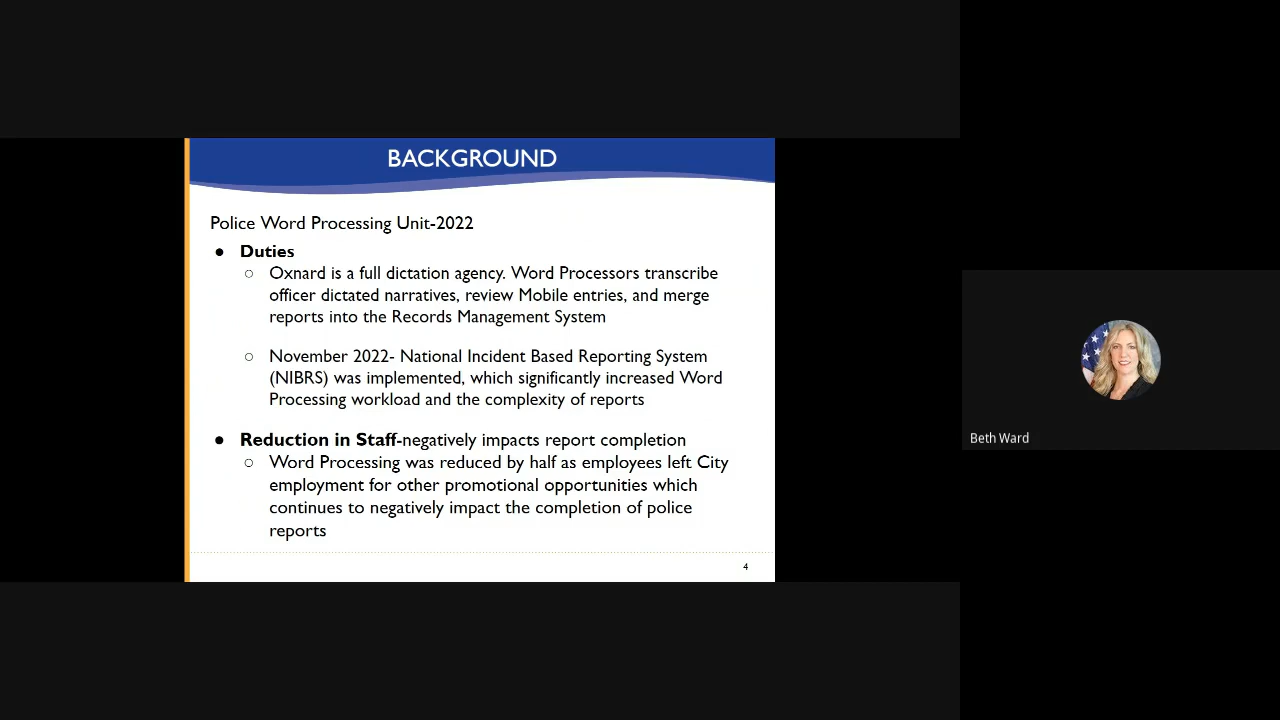 BACKGROUND
Police Word Processing Unit-2022
● Duties
○ Oxnard is a full dictation agency. Word Processors transcribe
officer dictated narratives, review Mobile entries, and merge
reports into the Records Management System
○ November 2022- National Incident Based Reporting System
(NIBRS) was implemented, which significantly increased Word
Processing workload and the complexity of reports
● Reduction in Staff-negatively impacts report completion
○ Word Processing was reduced by half as employees left City
employment for other promotional opportunities which
continues to negatively impact the completion of police
reports
4
Beth Ward